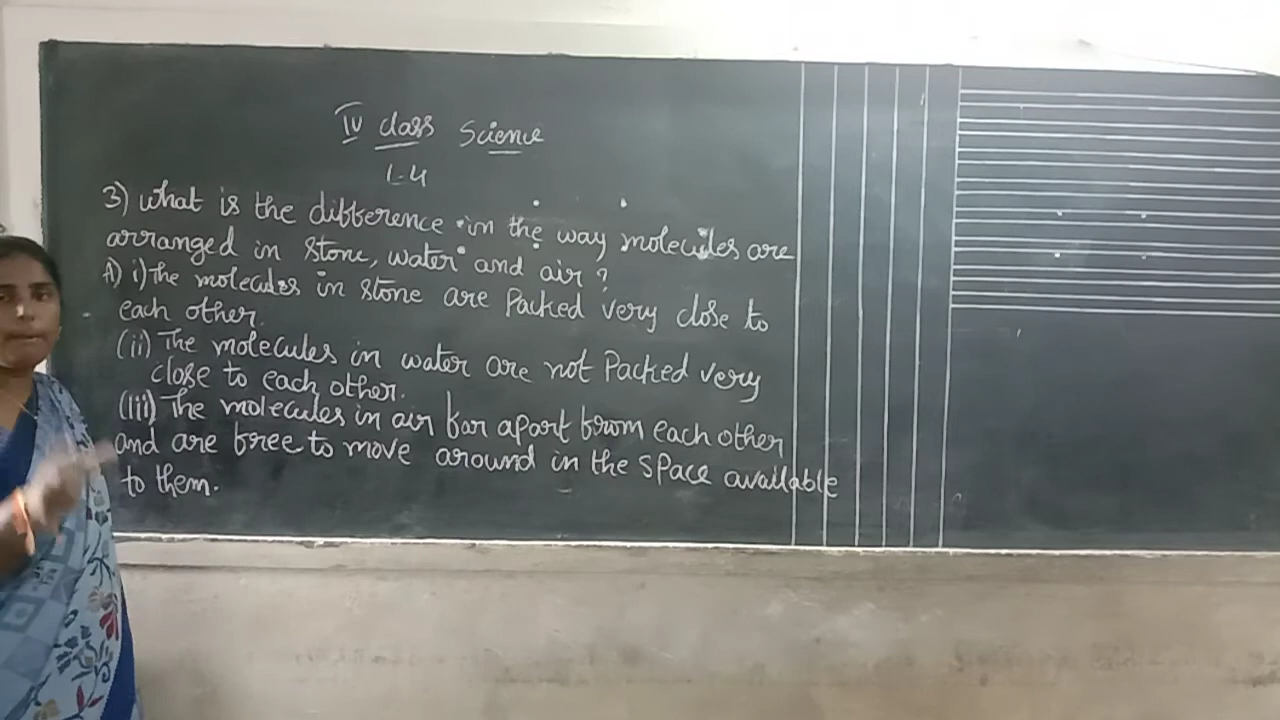 IV class Science
L-4
3) What is the difference in the way molecules are
arranged in stone, water and air?
A) i) The molecules in stone are Packed very close to
each other.
(ii) The molecules in water are not Packed very
close to each other.
(iii) The molecules in air far apart from each other
and are free to move around in the space available
to them.